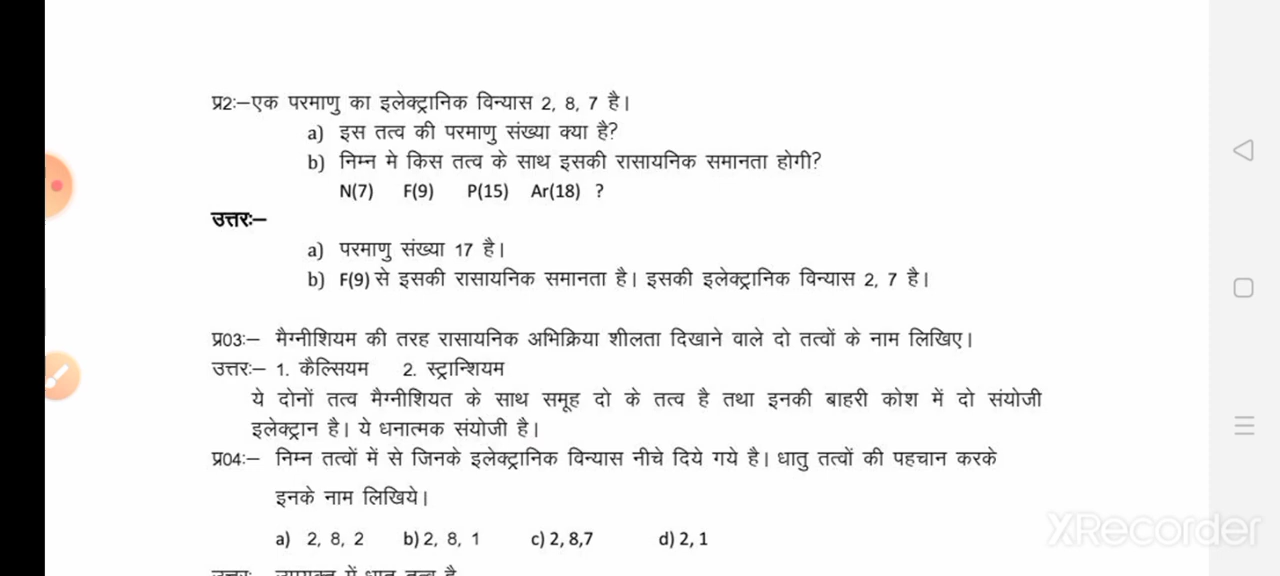 प्र2:–एक परमाणु का इलेक्ट्रानिक विन्यास 2, 8, 7 है।
a) इस तत्व की परमाणु संख्या क्या है?
b) निम्न मे किस तत्व के साथ इसकी रासायनिक समानता होगी?
N(7) F(9) P(15) Ar(18) ?
उत्तरः–
a) परमाणु संख्या 17 है।
b) F(9) से इसकी रासायनिक समानता है। इसकी इलेक्ट्रानिक विन्यास 2, 7 है।
प्र03:– मैग्नीशियम की तरह रासायनिक अभिक्रिया शीलता दिखाने वाले दो तत्वों के नाम लिखिए।
उत्तरः– 1. कैल्सियम 2. स्ट्रान्शियम
ये दोनों तत्व मैग्नीशियत के साथ समूह दो के तत्व है तथा इनकी बाहरी कोश में दो संयोजी
इलेक्ट्रान है। ये धनात्मक संयोजी है।
प्र04:– निम्न तत्वों में से जिनके इलेक्ट्रानिक विन्यास नीचे दिये गये है। धातु तत्वों की पहचान करके
इनके नाम लिखिये।
a) 2, 8, 2 b) 2, 8, 1 c) 2, 8,7 d) 2, 1
उत्तरः– उपयुक्त में धातु तत्व है
XRecorder